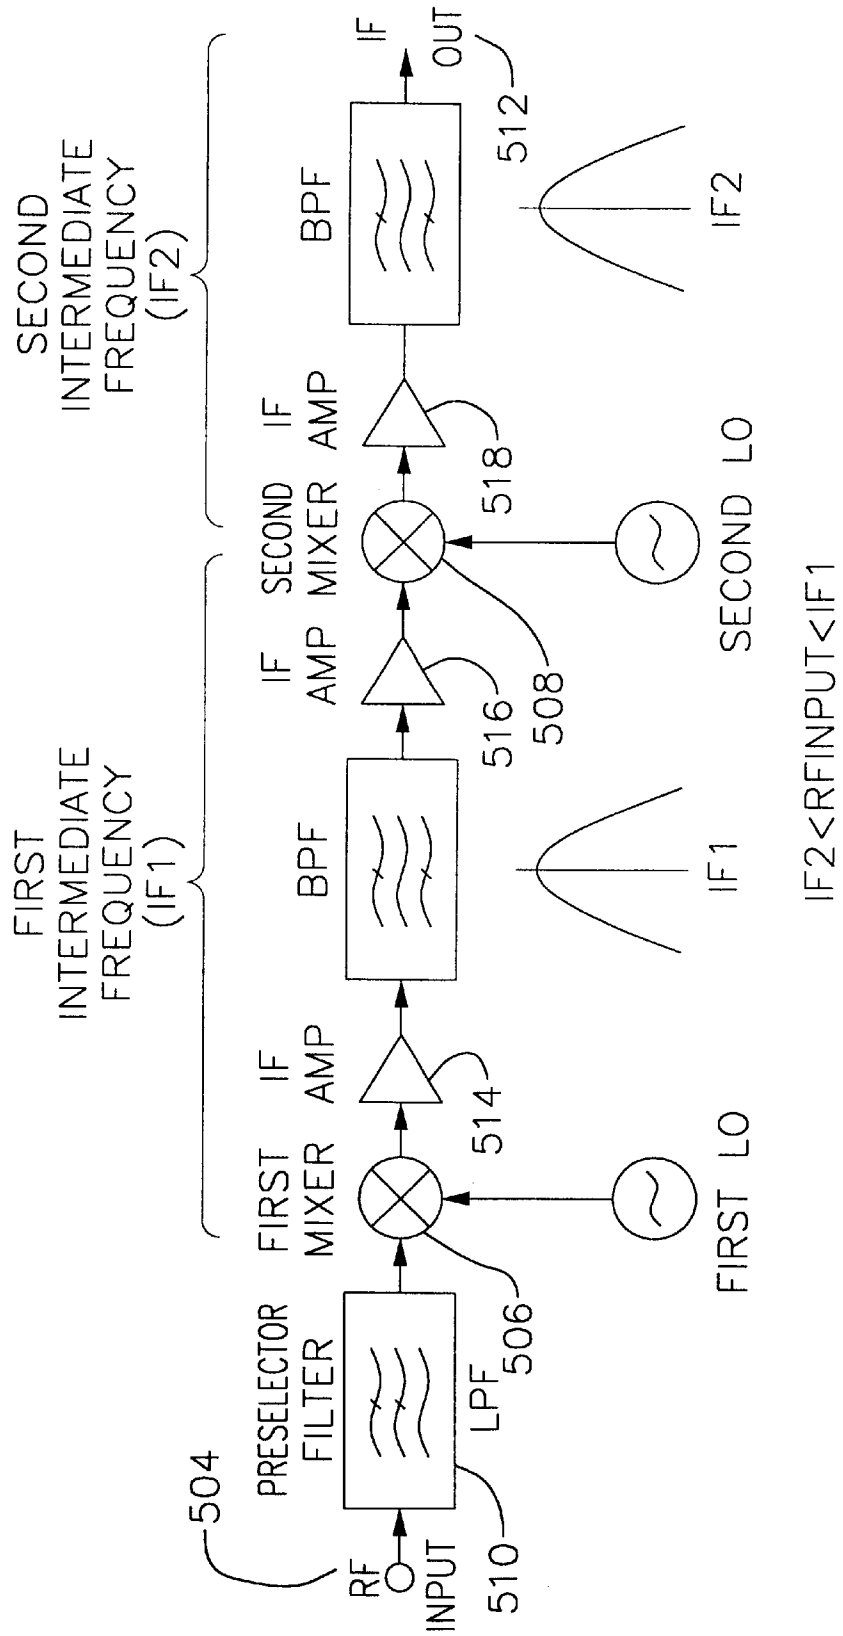 FIRST
INTERMEDIATE
FREQUENCY
(IF1)
SECOND
INTERMEDIATE
FREQUENCY
(IF2)
504
RF
INPUT
510
PRESELECTOR
FILTER
LPF
FIRST
MIXER
506
FIRST LO
IF
AMP
514
BPF
IF1
IF
AMP
516
SECOND
MIXER
508
SECOND LO
IF
AMP
518
BPF
IF2
IF
OUT
512
IF2<RFINPUT<IF1